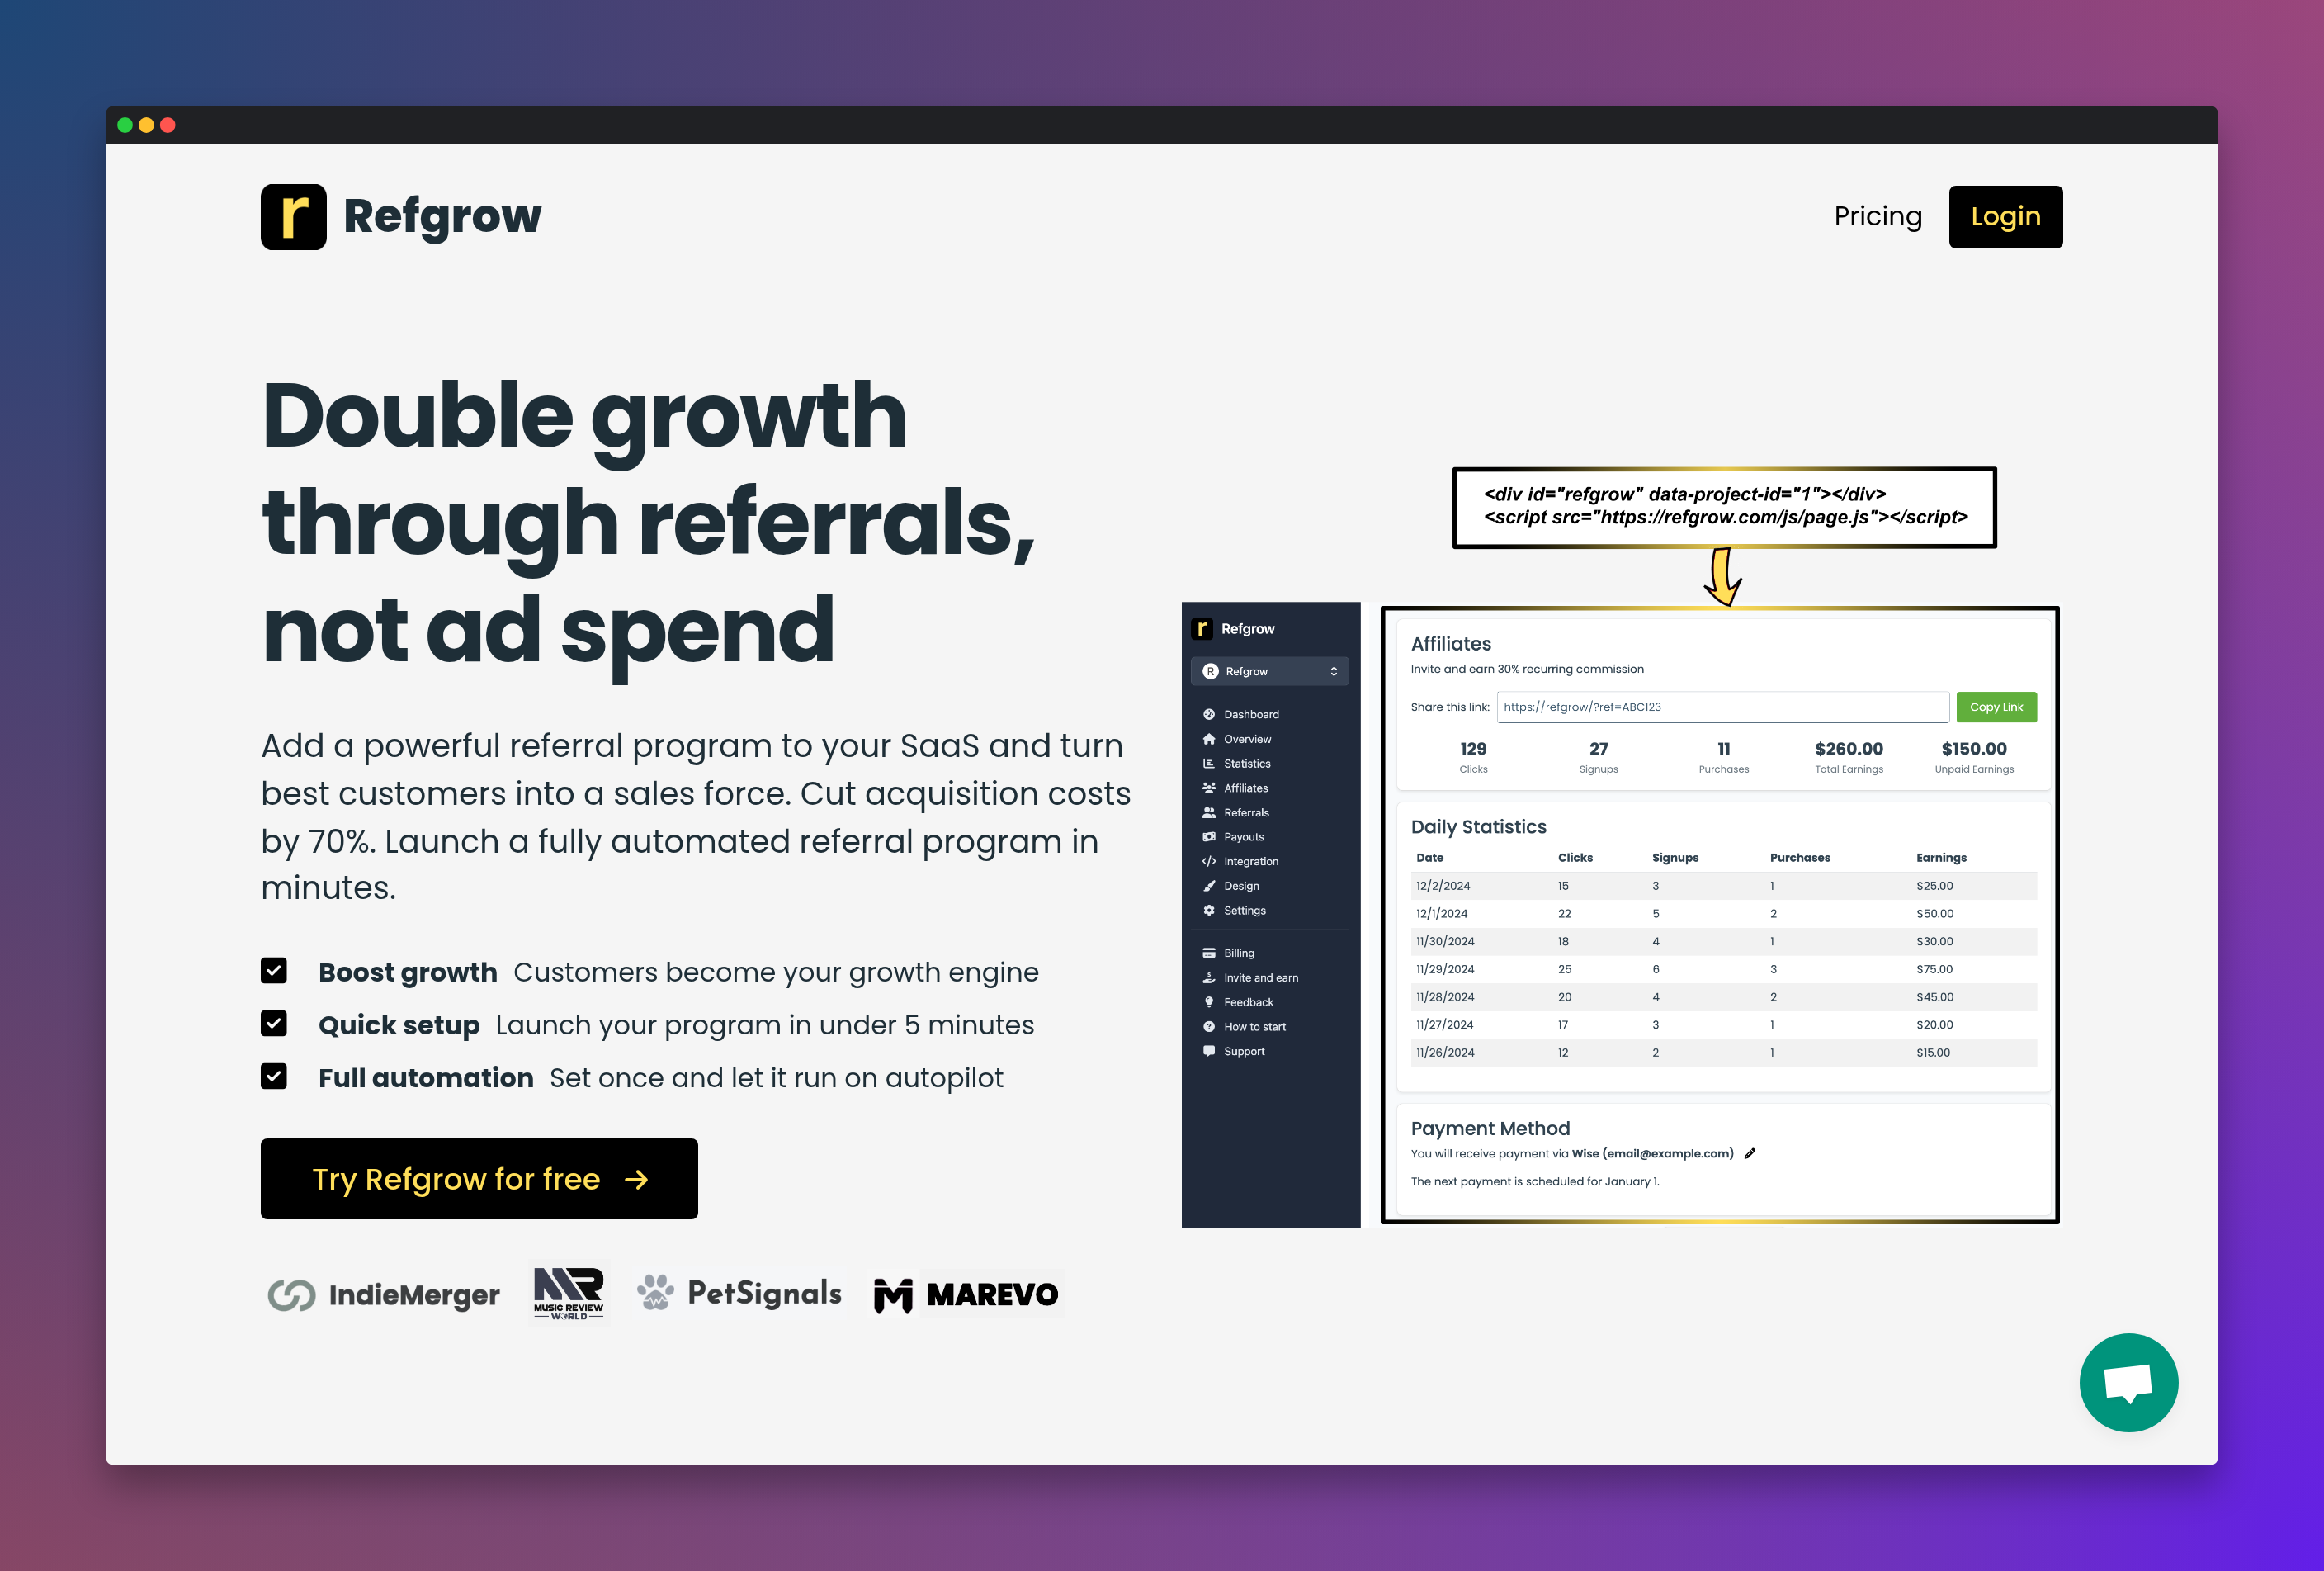 r Refgrow
Pricing
Login
Double growth
through referrals,
not ad spend
Add a powerful referral program to your SaaS and turn
best customers into a sales force. Cut acquisition costs
by 70%. Launch a fully automated referral program in
minutes.
Boost growth Customers become your growth engine
Quick setup Launch your program in under 5 minutes
Full automation Set once and let it run on autopilot
Try Refgrow for free →
IndieMerger
MR
MUSIC REVIEW
WORLD
PetSignals
M MAREVO
<div id="refgrow" data-project-id="1"></div>
<script src="https://refgrow.com/js/page.js"></script>
r Refgrow
R Refgrow
Dashboard
Overview
Statistics
Affiliates
Referrals
Payouts
Integration
Design
Settings
Billing
Invite and earn
Feedback
How to start
Support
Affiliates
Invite and earn 30% recurring commission
Share this link: https://refgrow/?ref=ABC123 Copy Link
129 27 11 $260.00 $150.00
Clicks Signups Purchases Total Earnings Unpaid Earnings
Daily Statistics
Date Clicks Signups Purchases Earnings
12/2/2024 15 3 1 $25.00
12/1/2024 22 5 2 $50.00
11/30/2024 18 4 1 $30.00
11/29/2024 25 6 3 $75.00
11/28/2024 20 4 2 $45.00
11/27/2024 17 3 1 $20.00
11/26/2024 12 2 1 $15.00
Payment Method
You will receive payment via Wise (email@example.com)
The next payment is scheduled for January 1.